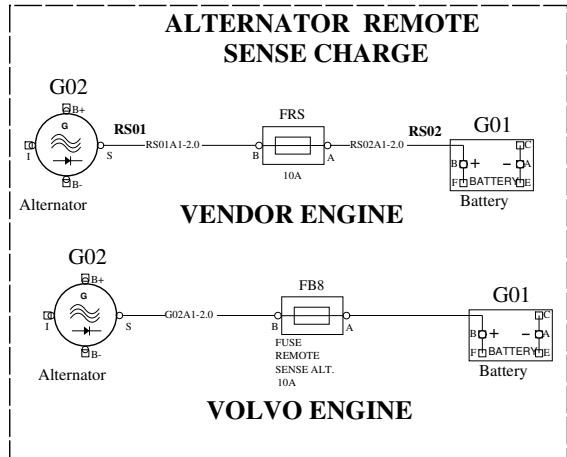 ALTERNATOR REMOTE
SENSE CHARGE
G02
B+
G
I
S
B-
Alternator
RS01
RS01A1-2.0
FRS
B
A
10A
RS02A1-2.0
RS02
G01
C
B
+
-
A
F
BATTERY
E
Battery
VENDOR ENGINE
G02
B+
G
I
S
B-
Alternator
G02A1-2.0
FB8
B
A
FUSE
REMOTE
SENSE ALT.
10A
G01
C
B
+
-
A
F
BATTERY
E
Battery
VOLVO ENGINE